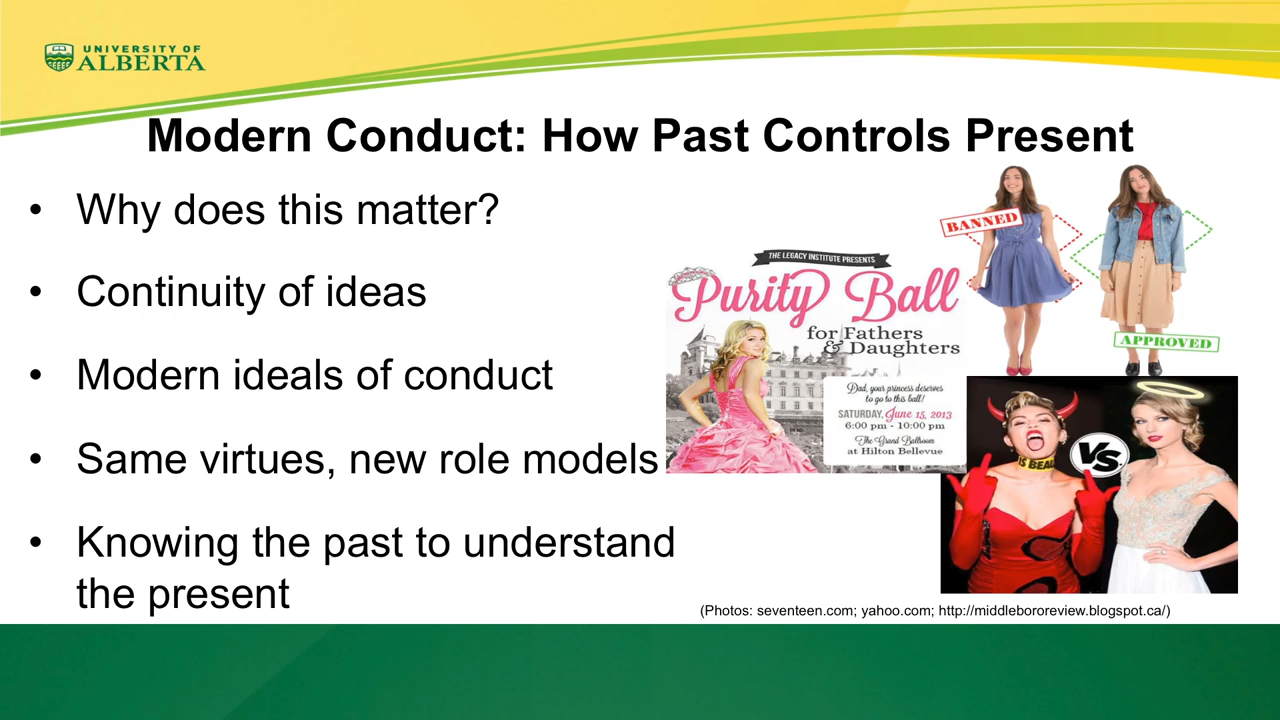 UNIVERSITY OF
ALBERTA
Modern Conduct: How Past Controls Present
• Why does this matter?
• Continuity of ideas
• Modern ideals of conduct
• Same virtues, new role models
• Knowing the past to understand
the present
THE LEGACY INSTITUTE PRESENTS
Purity Ball
for Fathers
& Daughters
Dad, your princess deserves
to go to this ball!
SATURDAY, June 15, 2013
6:00 pm - 10:00 pm
The Grand Ballroom
at Hilton Bellevue
BANNED
APPROVED
VS
(Photos: seventeen.com; yahoo.com; http://middlebororeview.blogspot.ca/)